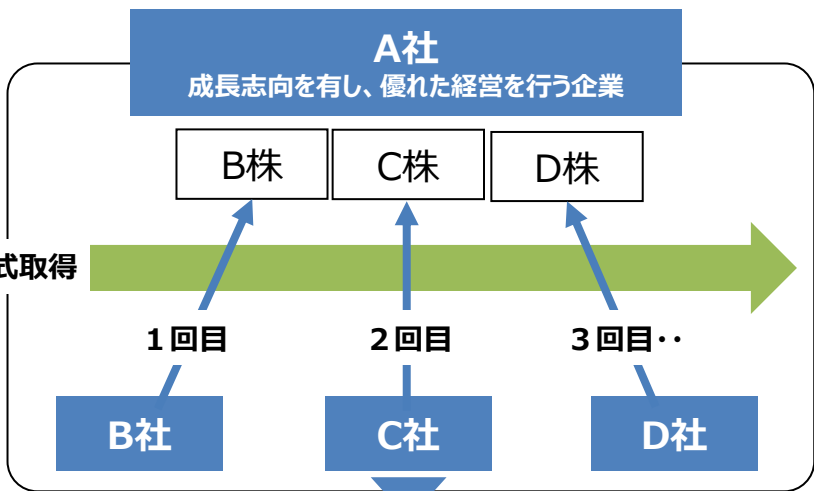 A社
成長志向を有し、優れた経営を行う企業
B株 C株 D株
式取得
１回目 ２回目 ３回目‥
B社 C社 D社